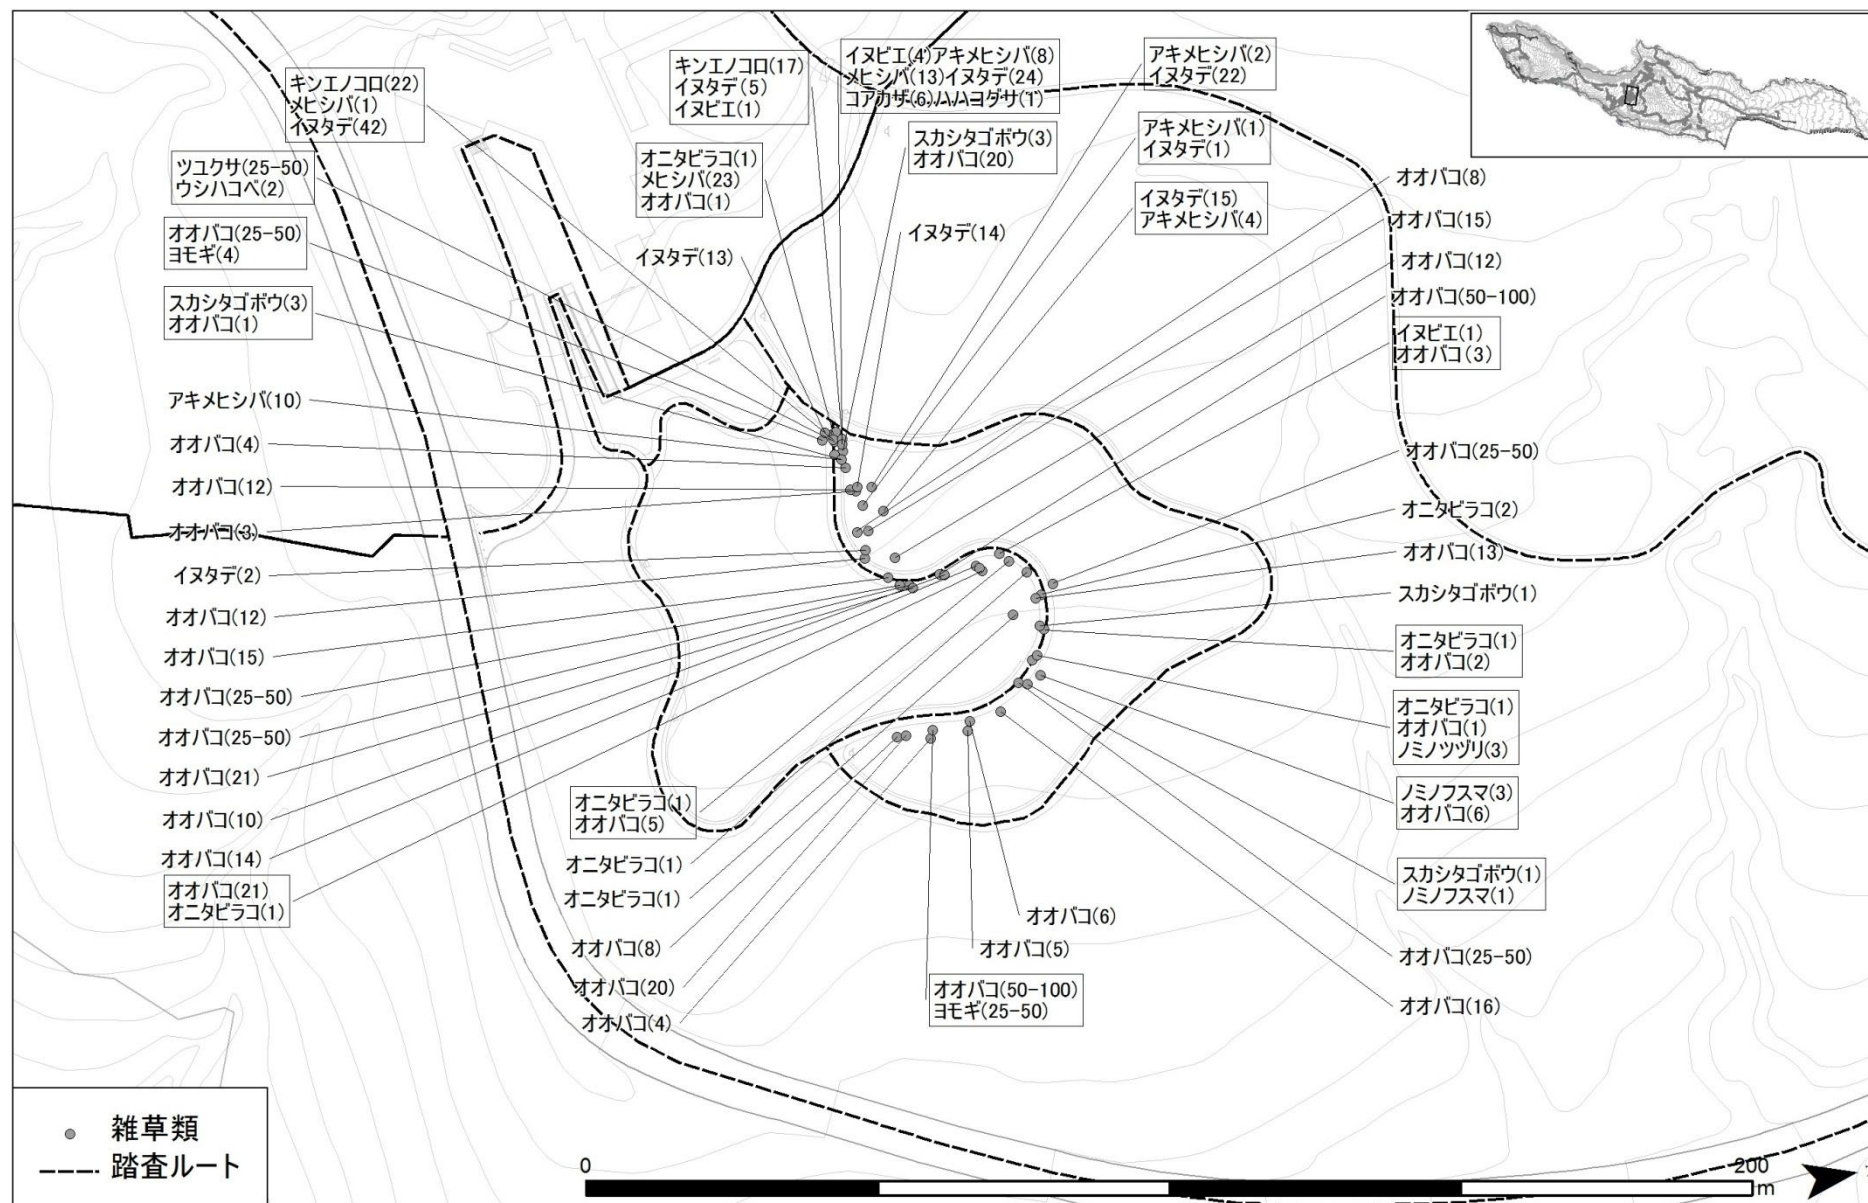 キンエノコロ(22)
メヒシバ(1)
イヌタデ(42)
ツユクサ(25-50)
ウシハコベ(2)
オオバコ(25-50)
ヨモギ(4)
スカシタゴボウ(3)
オオバコ(1)
アキメヒシバ(10)
オオバコ(4)
オオバコ(12)
オオバコ(3)
イヌタデ(2)
オオバコ(12)
オオバコ(15)
オオバコ(25-50)
オオバコ(25-50)
オオバコ(21)
オオバコ(10)
オオバコ(14)
オオバコ(21)
オニタビラコ(1)
キンエノコロ(17)
イヌタデ(5)
イヌビエ(1)
オニタビラコ(1)
メヒシバ(23)
オオバコ(1)
イヌタデ(13)
イヌビエ(4)アキメヒシバ(8)
メヒシバ(13)イヌタデ(24)
コアカザ(6)ハハヨダサ(1)
スカシタゴボウ(3)
オオバコ(20)
イヌタデ(14)
アキメヒシバ(2)
イヌタデ(22)
アキメヒシバ(1)
イヌタデ(1)
イヌタデ(15)
アキメヒシバ(4)
オオバコ(8)
オオバコ(15)
オオバコ(12)
オオバコ(50-100)
イヌビエ(1)
オオバコ(3)
オオバコ(25-50)
オニタビラコ(2)
オオバコ(13)
スカシタゴボウ(1)
オニタビラコ(1)
オオバコ(2)
オニタビラコ(1)
オオバコ(1)
ノミノツヅリ(3)
ノミノフスマ(3)
オオバコ(6)
スカシタゴボウ(1)
ノミノフスマ(1)
オオバコ(25-50)
オオバコ(16)
オニタビラコ(1)
オオバコ(5)
オニタビラコ(1)
オニタビラコ(1)
オオバコ(8)
オオバコ(20)
オオバコ(4)
オオバコ(6)
オオバコ(5)
オオバコ(50-100)
ヨモギ(25-50)
雑草類
踏査ルート
0
200
m